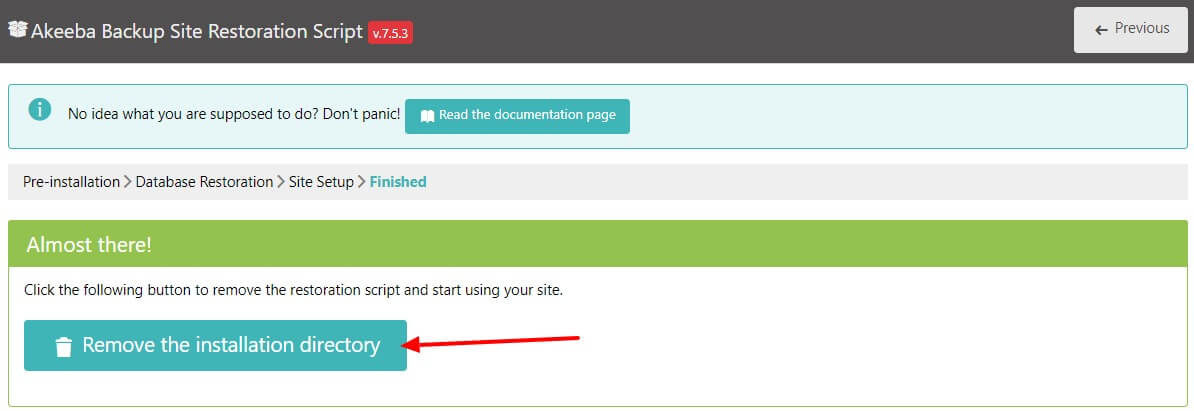 Akeeba Backup Site Restoration Script v.7.5.3
Previous
No idea what you are supposed to do? Don't panic! Read the documentation page
Pre-installation Database Restoration Site Setup Finished
Almost there!
Click the following button to remove the restoration script and start using your site.
Remove the installation directory